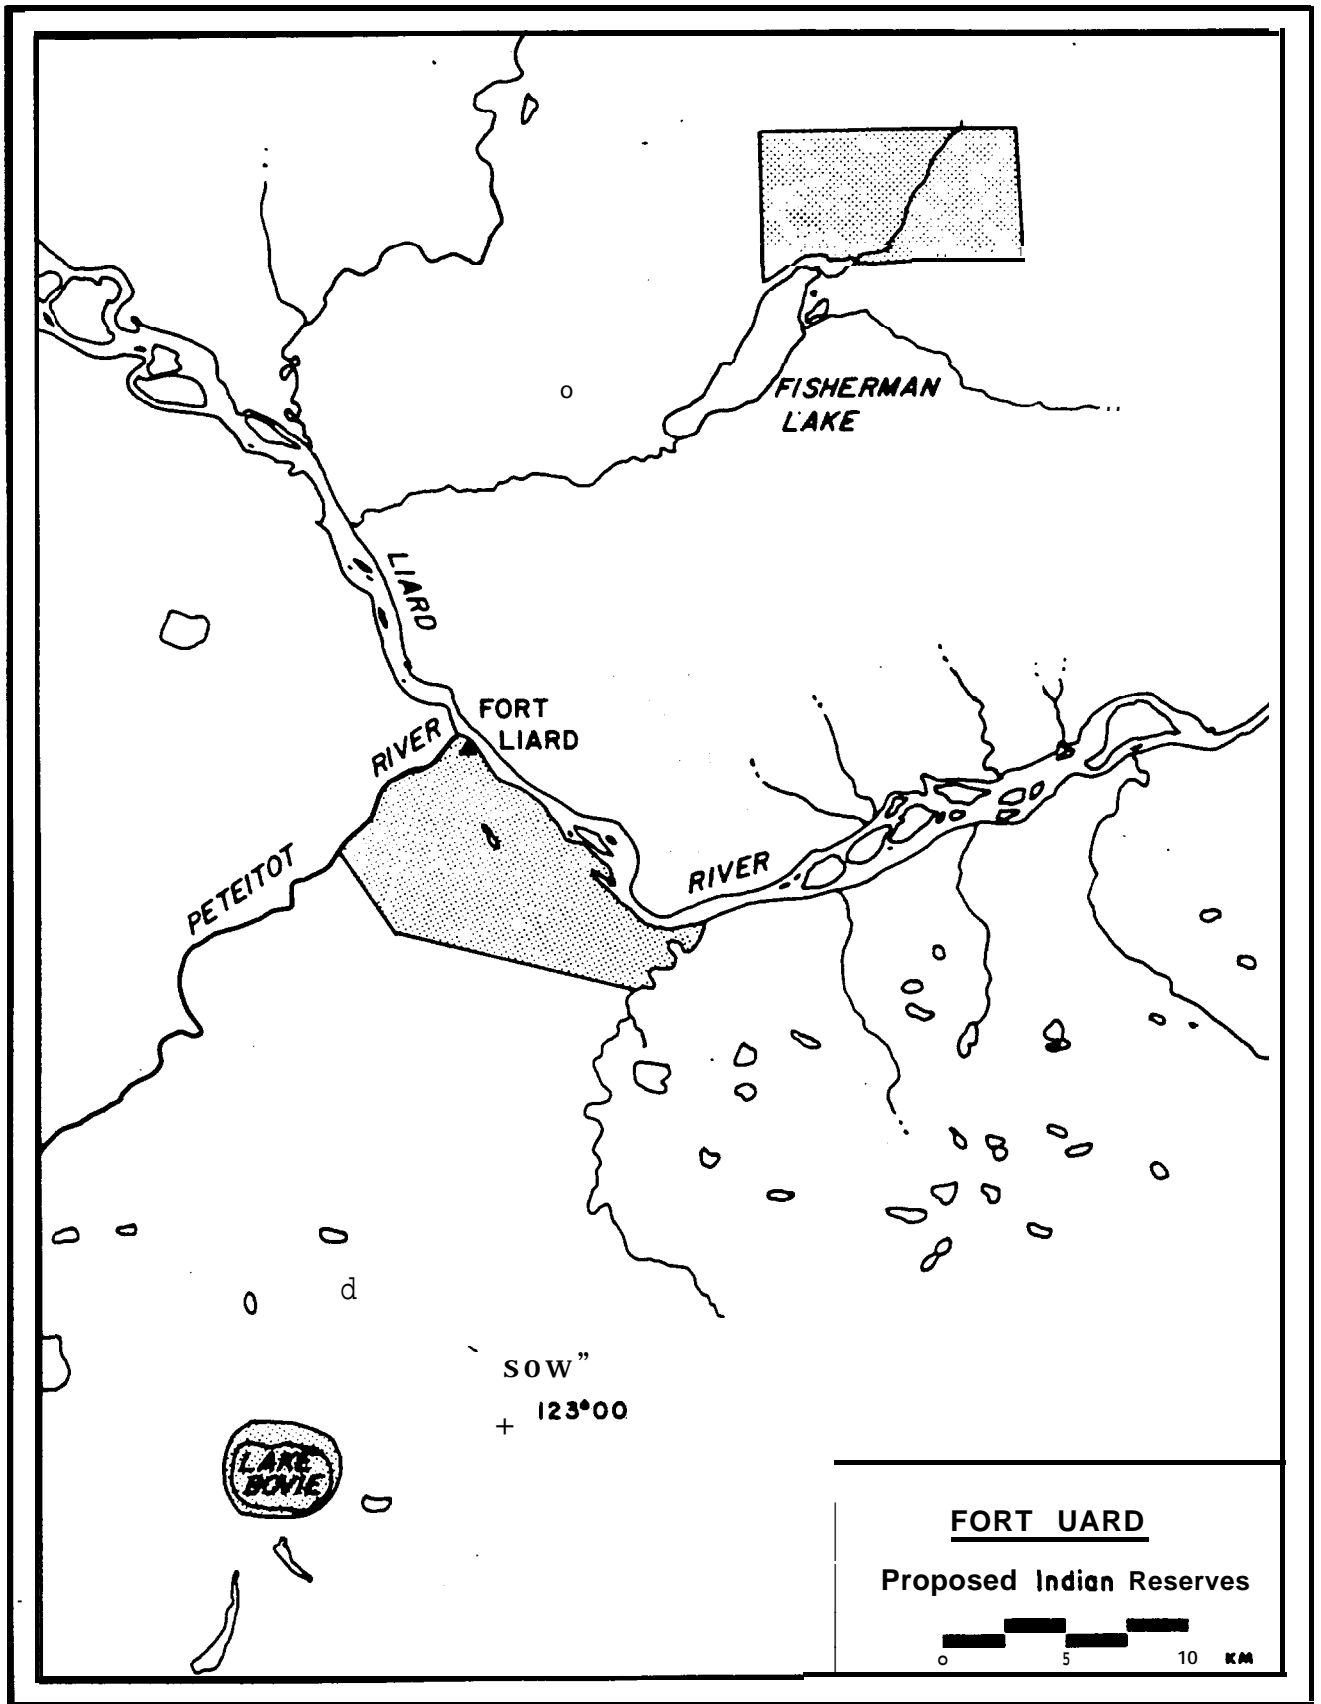 FISHERMAN
LAKE
LIARD
FORT
LIARD
RIVER
RIVER
PETEITOT
o
d
sow”
123°00
+
LAKE
BOVIE
FORT UARD
Proposed Indian Reserves
0 5 10 KM